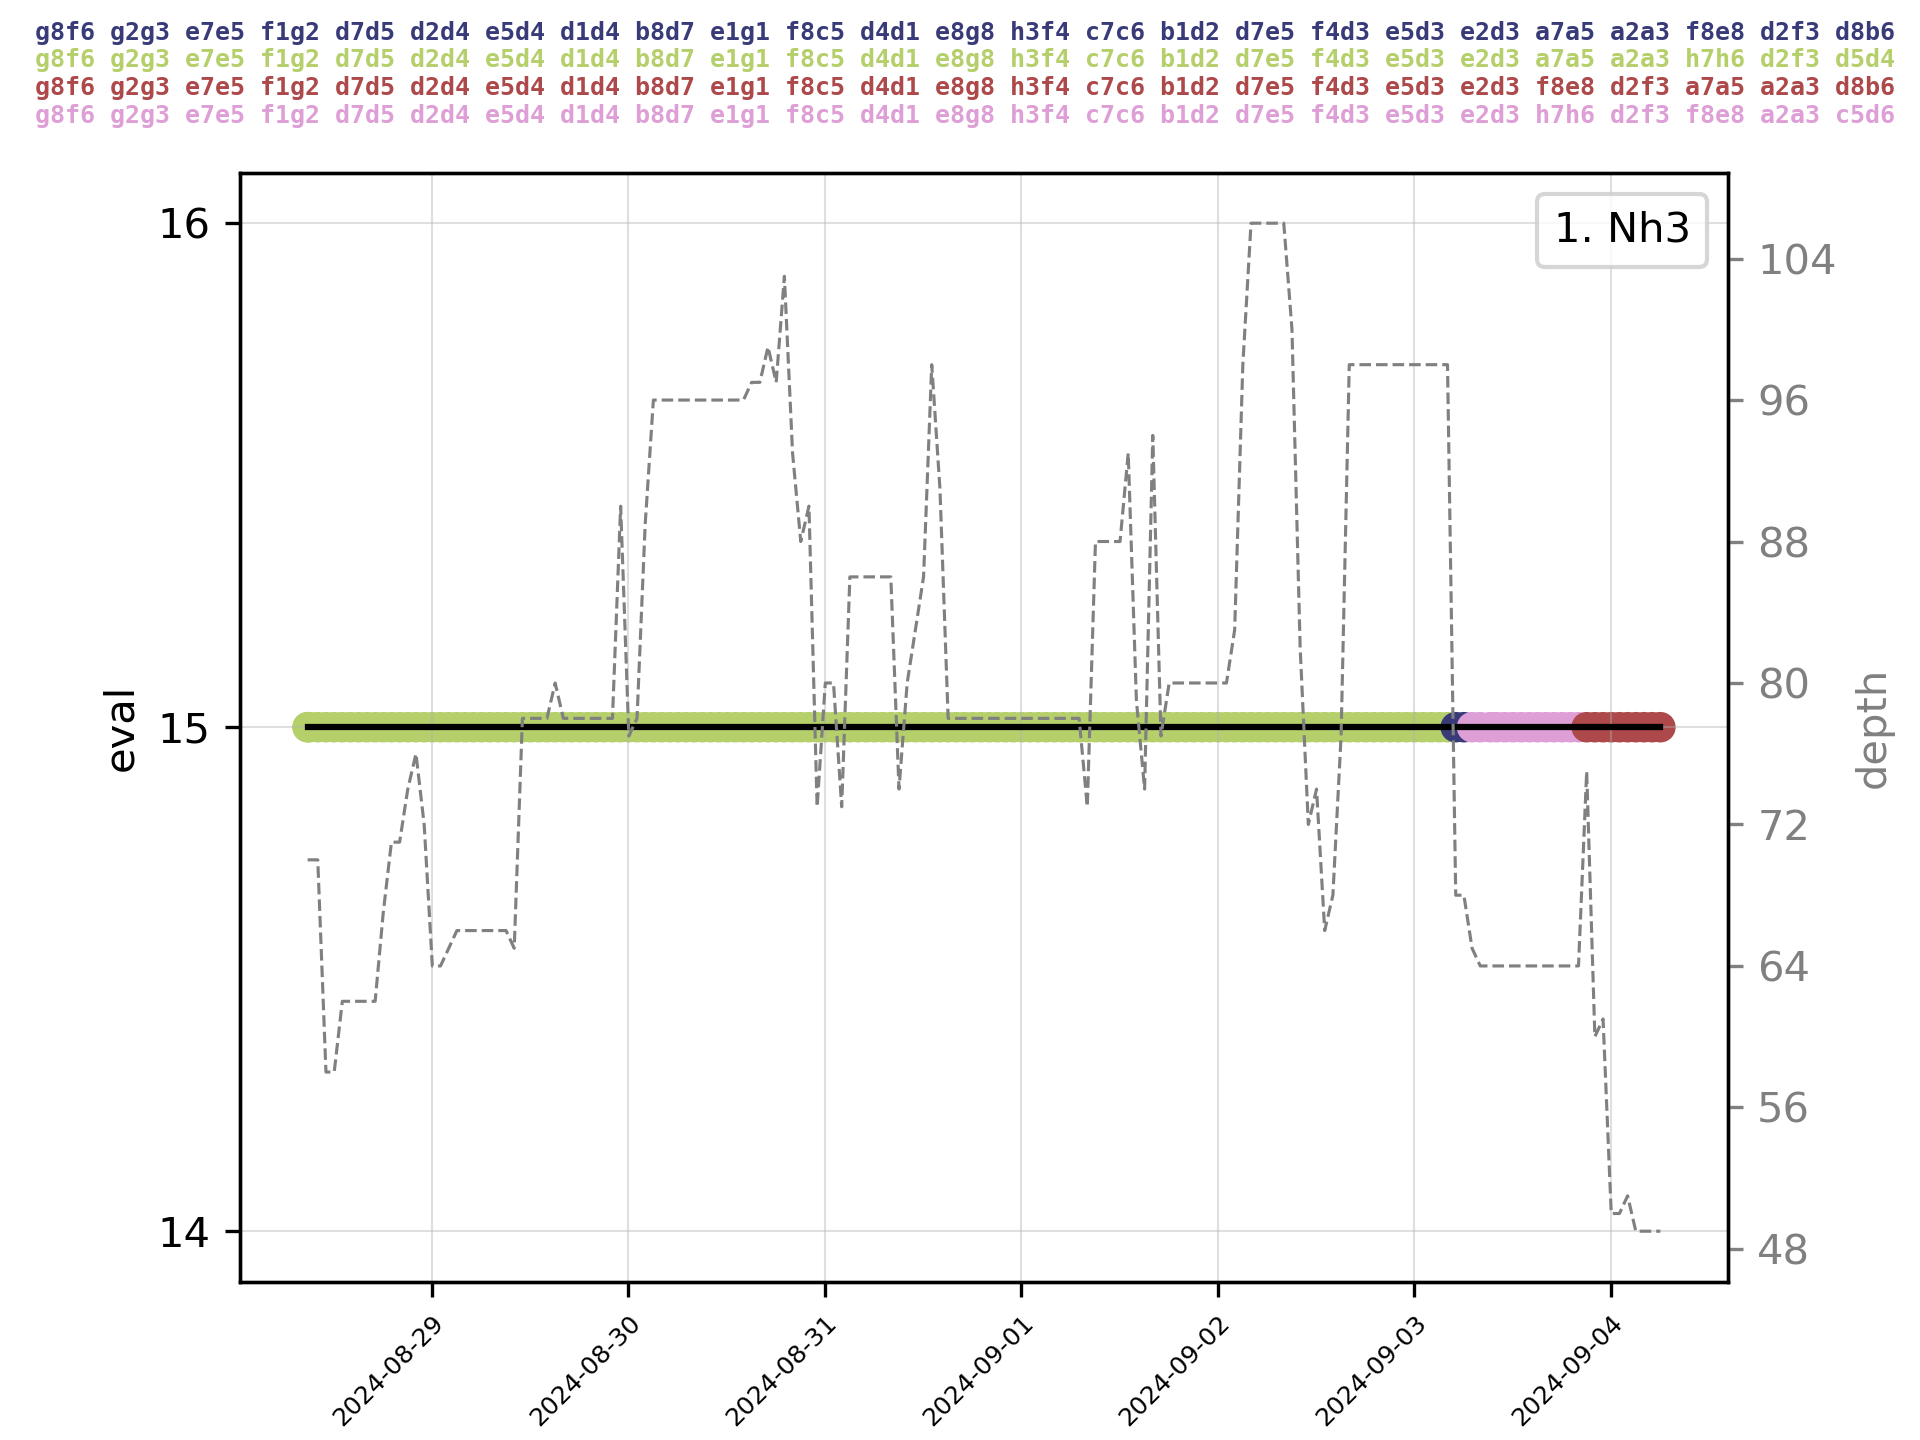 g8f6 g2g3 e7e5 f1g2 d7d5 d2d4 e5d4 d1d4 b8d7 e1g1 f8c5 d4d1 e8g8 h3f4 c7c6 b1d2 d7e5 f4d3 e5d3 e2d3 a7a5 a2a3 f8e8 d2f3 d8b6
g8f6 g2g3 e7e5 f1g2 d7d5 d2d4 e5d4 d1d4 b8d7 e1g1 f8c5 d4d1 e8g8 h3f4 c7c6 b1d2 d7e5 f4d3 e5d3 e2d3 a7a5 a2a3 h7h6 d2f3 d5d4
g8f6 g2g3 e7e5 f1g2 d7d5 d2d4 e5d4 d1d4 b8d7 e1g1 f8c5 d4d1 e8g8 h3f4 c7c6 b1d2 d7e5 f4d3 e5d3 e2d3 f8e8 d2f3 a7a5 a2a3 d8b6
g8f6 g2g3 e7e5 f1g2 d7d5 d2d4 e5d4 d1d4 b8d7 e1g1 f8c5 d4d1 e8g8 h3f4 c7c6 b1d2 d7e5 f4d3 e5d3 e2d3 h7h6 d2f3 f8e8 a2a3 c5d6
1. Nh3
16
15
14
eval
104
96
88
80
72
64
56
48
depth
2024-08-29
2024-08-30
2024-08-31
2024-09-01
2024-09-02
2024-09-03
2024-09-04